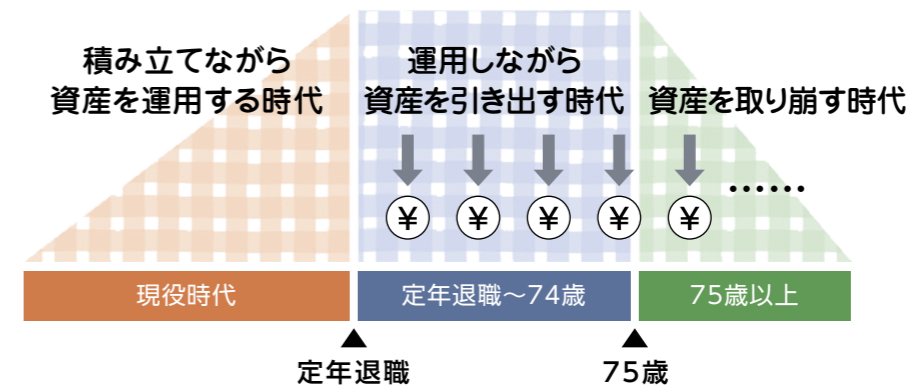 積み立てながら
資産を運用する時代
運用しながら
資産を引き出す時代
資産を取り崩す時代
¥ ¥ ¥ ¥ ¥ ……
現役時代
定年退職～74歳
75歳以上
定年退職
75歳